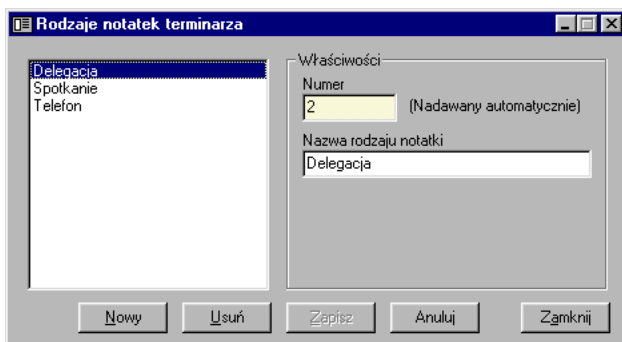 Rodzaje notatek terminarza
Delegacja
Spotkanie
Telefon
Właściwości
Numer
2 (Nadawany automatycznie)
Nazwa rodzaju notatki
Delegacja
Nowy Usuń Zapisz Anuluj Zamknij